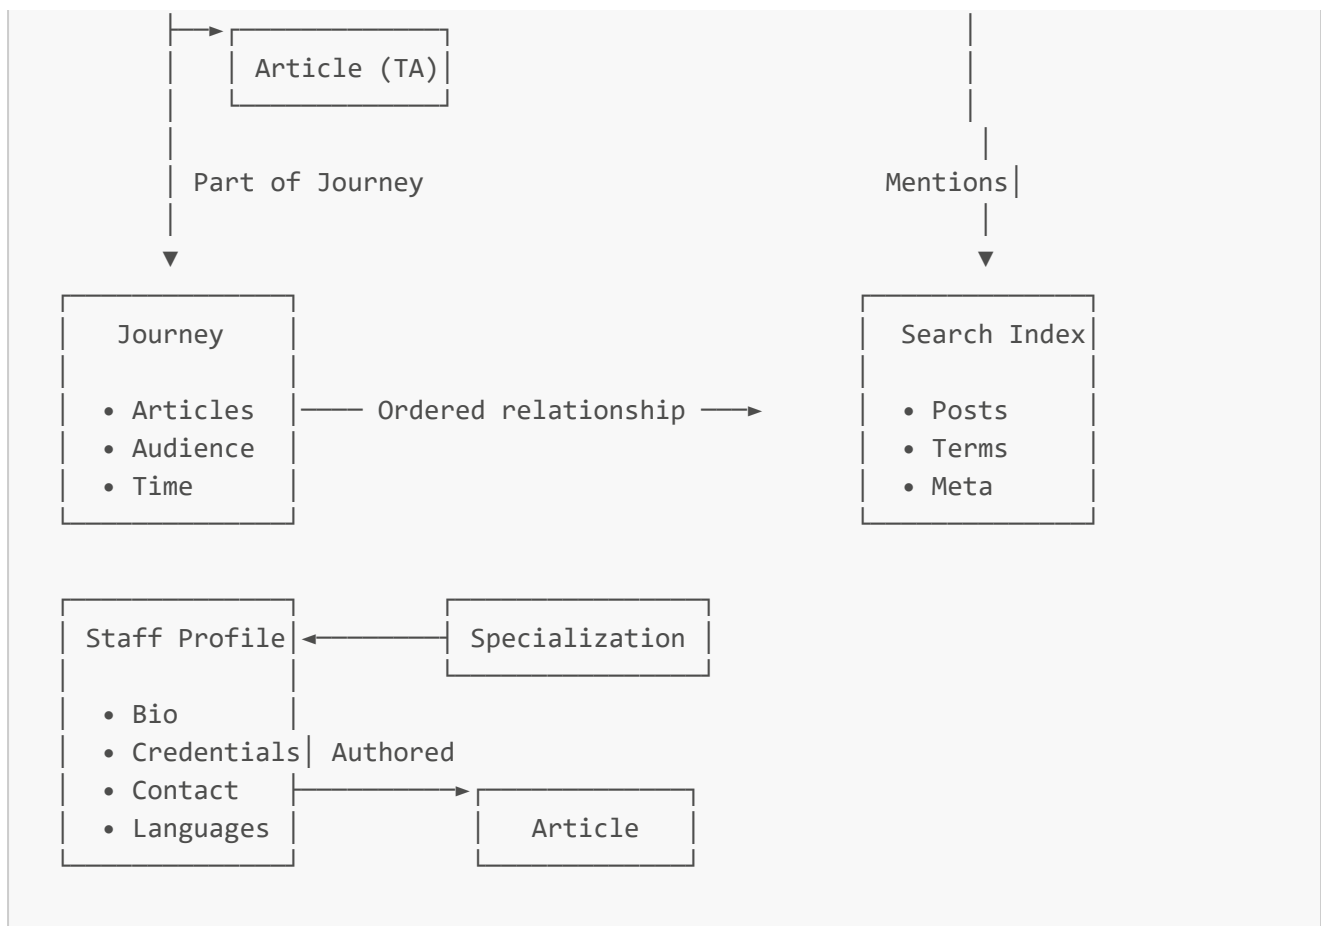 Article (TA)
Part of Journey
Mentions
Journey
• Articles
• Audience
• Time
Ordered relationship
Search Index
• Posts
• Terms
• Meta
Staff Profile
Specialization
• Bio
• Credentials
Authored
• Contact
• Languages
Article